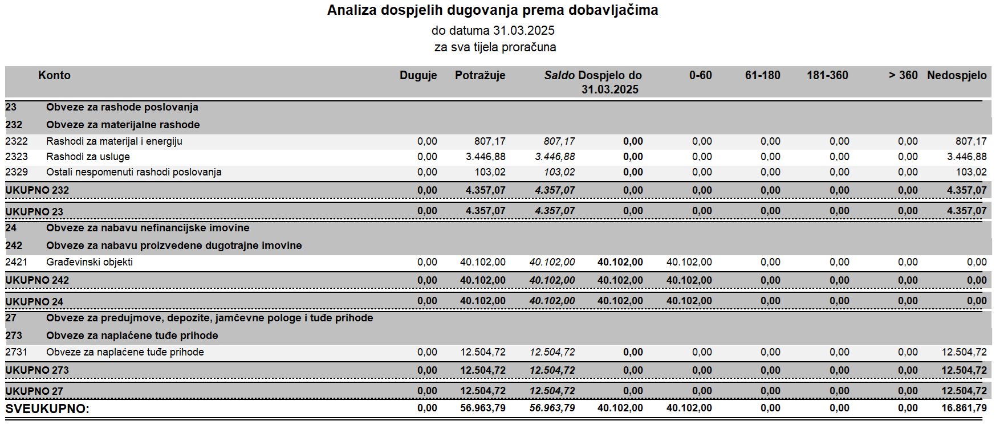 Analiza dospjelih dugovanja prema dobavljačima
do datuma 31.03.2025
za sva tijela proračuna
Konto Duguje Potražuje Saldo Dospjelo do 0-60 61-180 181-360 > 360 Nedospjelo
31.03.2025
23 Obveze za rashode poslovanja
232 Obveze za materijalne rashode
2322 Rashodi za materijal i energiju 0,00 807,17 807,17 0,00 0,00 0,00 0,00 0,00 807,17
2323 Rashodi za usluge 0,00 3.446,88 3.446,88 0,00 0,00 0,00 0,00 0,00 3.446,88
2329 Ostali nespomenuti rashodi poslovanja 0,00 103,02 103,02 0,00 0,00 0,00 0,00 0,00 103,02
UKUPNO 232 0,00 4.357,07 4.357,07 0,00 0,00 0,00 0,00 0,00 4.357,07
UKUPNO 23 0,00 4.357,07 4.357,07 0,00 0,00 0,00 0,00 0,00 4.357,07
24 Obveze za nabavu nefinancijske imovine
242 Obveze za nabavu proizvedene dugotrajne imovine
2421 Građevinski objekti 0,00 40.102,00 40.102,00 40.102,00 40.102,00 0,00 0,00 0,00 0,00
UKUPNO 242 0,00 40.102,00 40.102,00 40.102,00 40.102,00 0,00 0,00 0,00 0,00
UKUPNO 24 0,00 40.102,00 40.102,00 40.102,00 40.102,00 0,00 0,00 0,00 0,00
27 Obveze za predujmove, depozite, jamčevne pologe i tuđe prihode
273 Obveze za naplaćene tuđe prihode
2731 Obveze za naplaćene tuđe prihode 0,00 12.504,72 12.504,72 0,00 0,00 0,00 0,00 0,00 12.504,72
UKUPNO 273 0,00 12.504,72 12.504,72 0,00 0,00 0,00 0,00 0,00 12.504,72
UKUPNO 27 0,00 12.504,72 12.504,72 0,00 0,00 0,00 0,00 0,00 12.504,72
SVEUKUPNO: 0,00 56.963,79 56.963,79 40.102,00 40.102,00 0,00 0,00 0,00 16.861,79